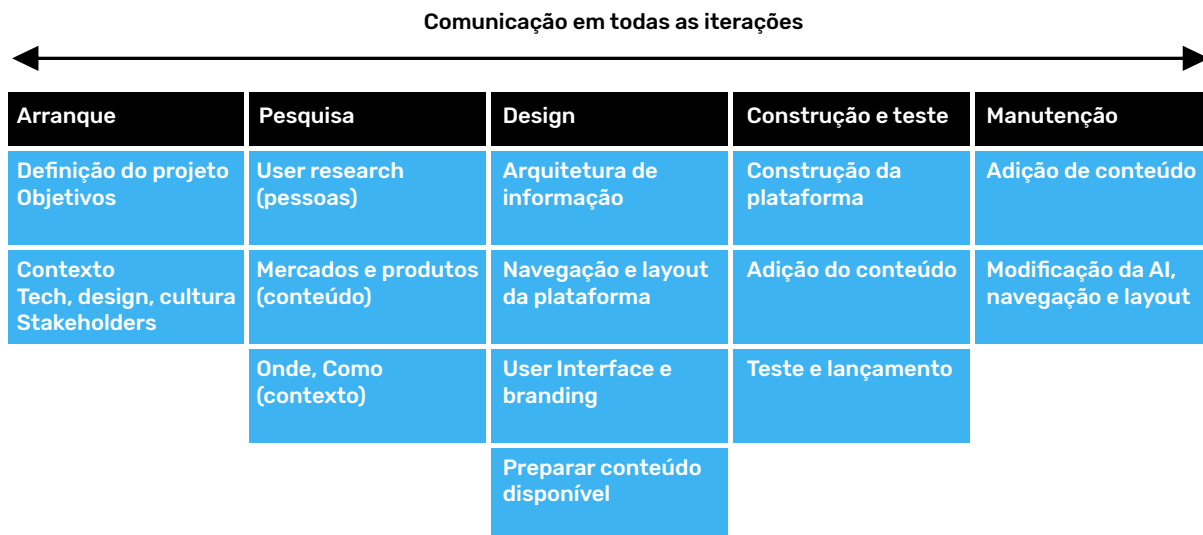 Comunicação em todas as iterações
Arranque
Pesquisa
Design
Construção e teste
Manutenção
Definição do projeto
Objetivos
User research
(pessoas)
Arquitetura de
informação
Construção da
plataforma
Adição de conteúdo
Contexto
Tech, design, cultura
Stakeholders
Mercados e produtos
(conteúdo)
Navegação e layout
da plataforma
Adição do conteúdo
Modificação da AI,
navegação e layout
Onde, Como
(contexto)
User Interface e
branding
Teste e lançamento
Preparar conteúdo
disponível